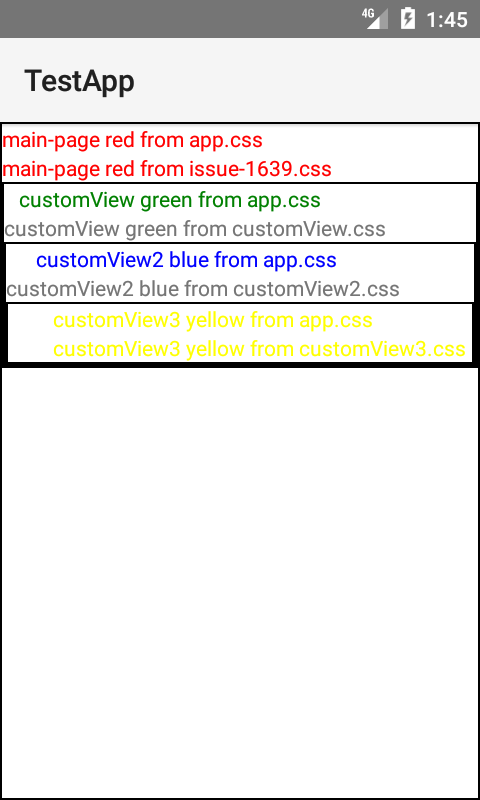 4G 1:45
TestApp
main-page red from app.css
main-page red from issue-1639.css
customView green from app.css
customView green from customView.css
customView2 blue from app.css
customView2 blue from customView2.css
customView3 yellow from app.css
customView3 yellow from customView3.css